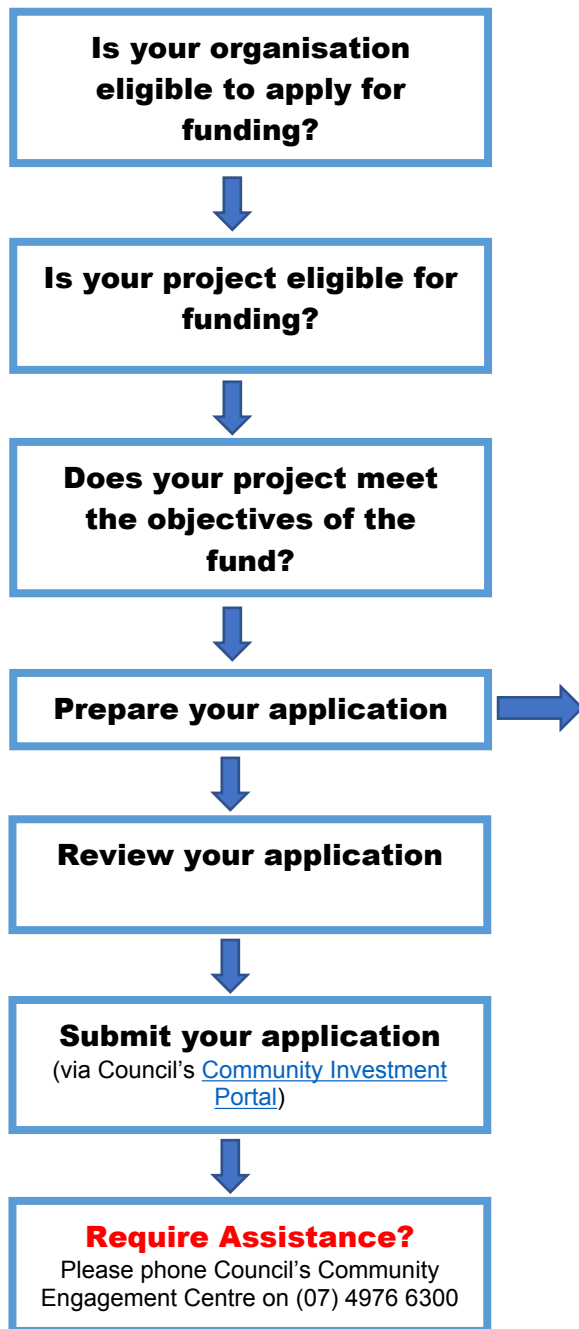 Is your organisation
eligible to apply for
funding?
Is your project eligible for
funding?
Does your project meet
the objectives of the
fund?
Prepare your application
Review your application
Submit your application
(via Council’s Community Investment
Portal)
Require Assistance?
Please phone Council’s Community
Engagement Centre on (07) 4976 6300